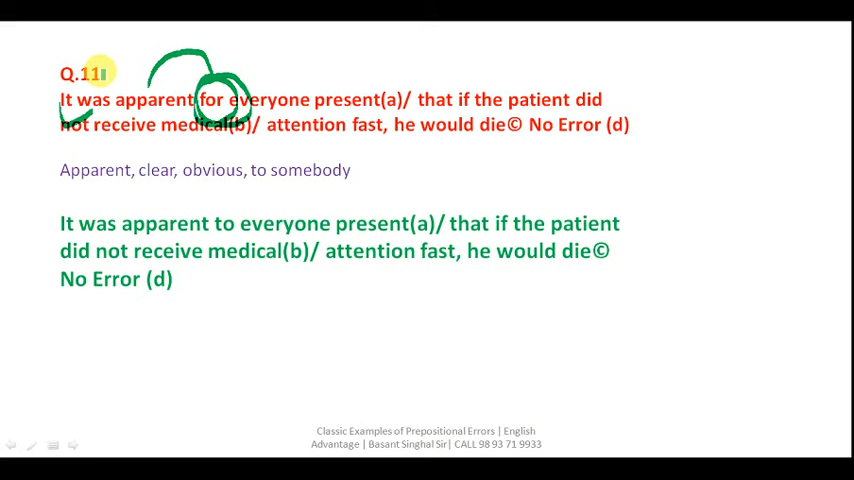 Q.11
It was apparent for everyone present(a)/ that if the patient did
not receive medical(b)/ attention fast, he would die© No Error (d)
Apparent, clear, obvious, to somebody
It was apparent to everyone present(a)/ that if the patient
did not receive medical(b)/ attention fast, he would die©
No Error (d)
Classic Examples of Prepositional Errors | English
Advantage | Basant Singhal Sir| CALL 98 93 71 9933